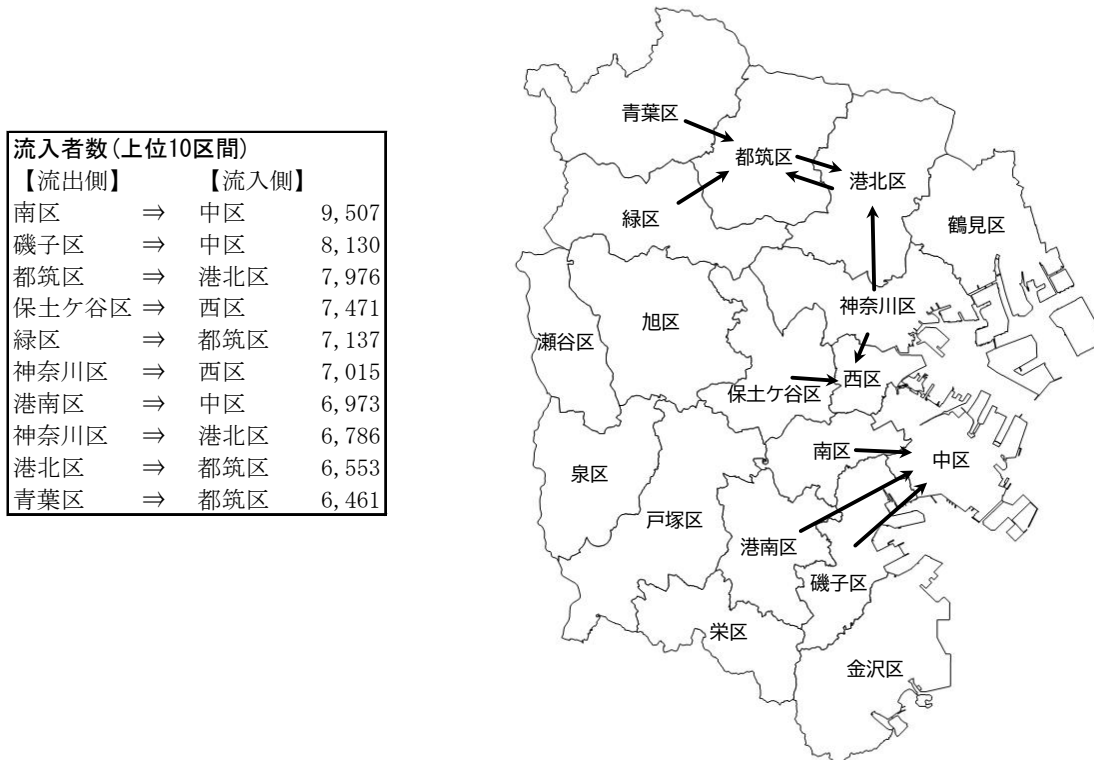 流入者数(上位10区間)
【流出側】 【流入側】
南区 ⇒ 中区 9,507
磯子区 ⇒ 中区 8,130
都筑区 ⇒ 港北区 7,976
保土ケ谷区 ⇒ 西区 7,471
緑区 ⇒ 都筑区 7,137
神奈川区 ⇒ 西区 7,015
港南区 ⇒ 中区 6,973
神奈川区 ⇒ 港北区 6,786
港北区 ⇒ 都筑区 6,553
青葉区 ⇒ 都筑区 6,461
青葉区
都筑区
港北区
緑区
鶴見区
神奈川区
旭区
瀬谷区
西区
保土ケ谷区
南区
中区
泉区
戸塚区
港南区
磯子区
栄区
金沢区